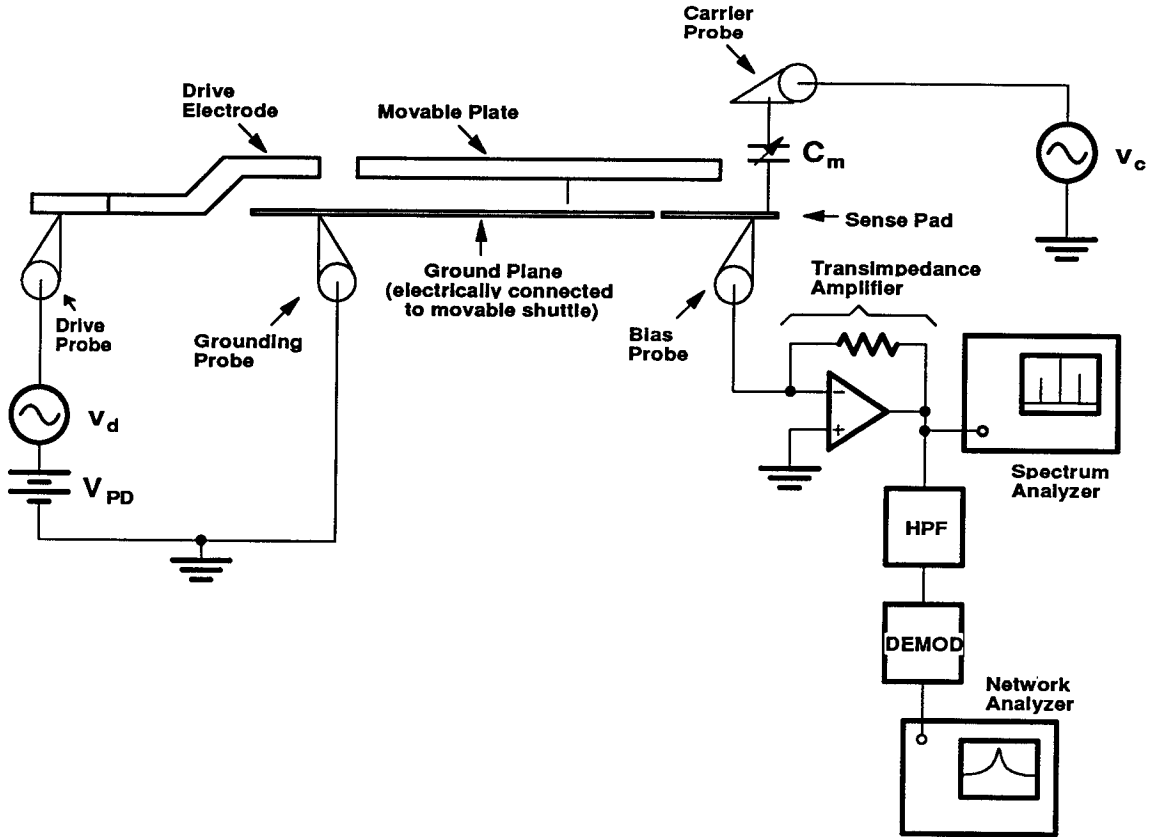 Carrier
Probe
Drive
Electrode
Movable Plate
C m
v c
Sense Pad
Ground Plane
(electrically connected
to movable shuttle)
Transimpedance
Amplifier
Drive
Probe
Grounding
Probe
Bias
Probe
v d
V PD
−
+
Spectrum
Analyzer
HPF
DEMOD
Network
Analyzer